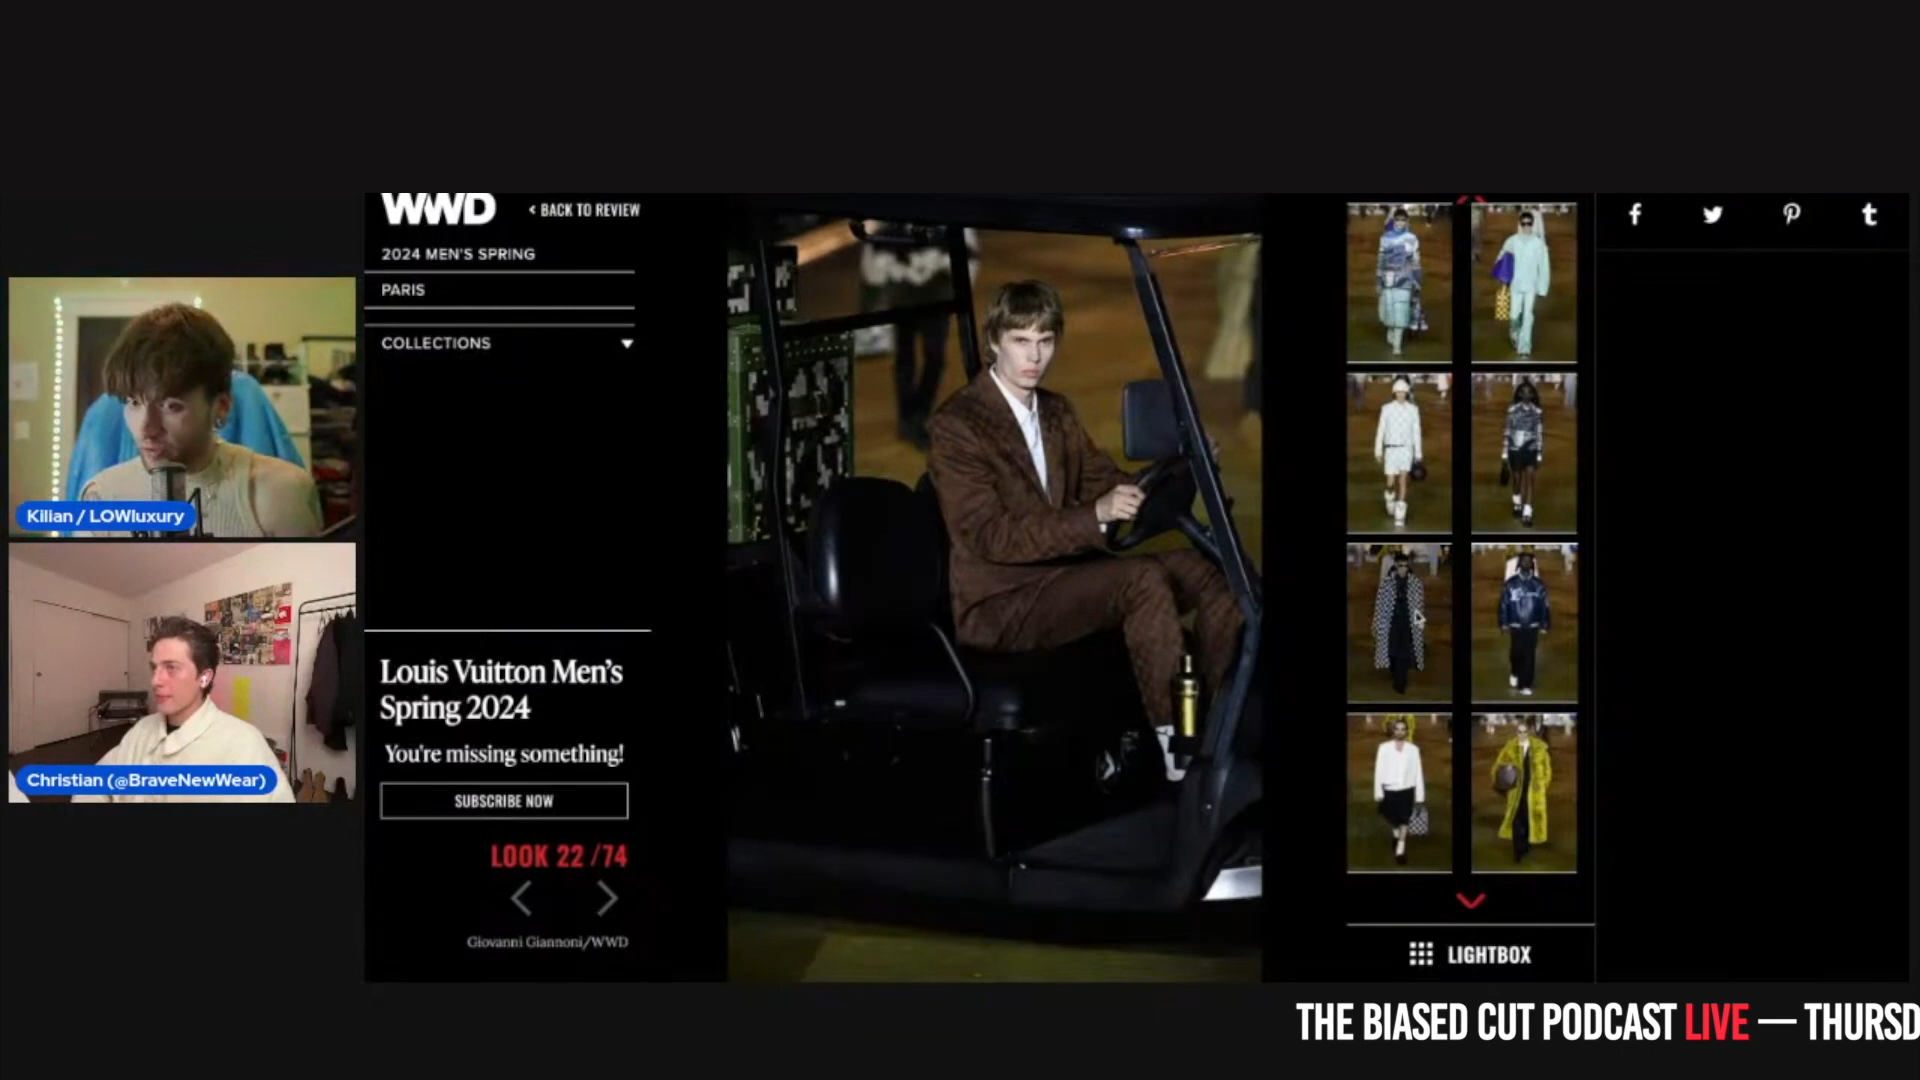 WWD
< BACK TO REVIEW
2024 MEN'S SPRING
PARIS
COLLECTIONS
Kilian / LOWluxury
Christian (@BraveNewWear)
Louis Vuitton Men's
Spring 2024
You're missing something!
SUBSCRIBE NOW
LOOK 22 /74
Giovanni Giannoni/WWD
LIGHTBOX
THE BIASED CUT PODCAST LIVE — THURSD